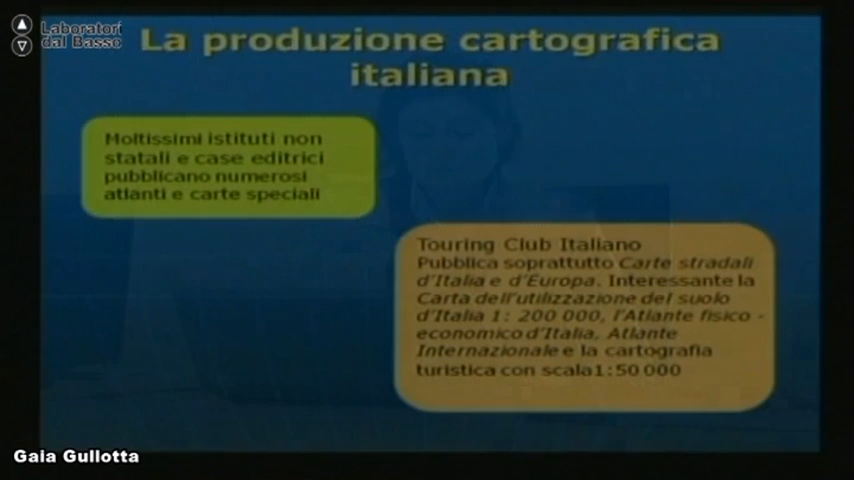 Laboratori
dal Basso
La produzione cartografica
italiana
Moltissimi istituti non
statali e case editrici
pubblicano numerosi
atlanti e carte speciali
Touring Club Italiano
Pubblica soprattutto Carte stradali
d'Italia e d'Europa. Interessante la
Carta dell'utilizzazione del suolo
d'Italia 1: 200 000, l'Atlante fisico -
economico d'Italia, Atlante
Internazionale e la cartografia
turistica con scala1:50 000
Gaia Gullotta